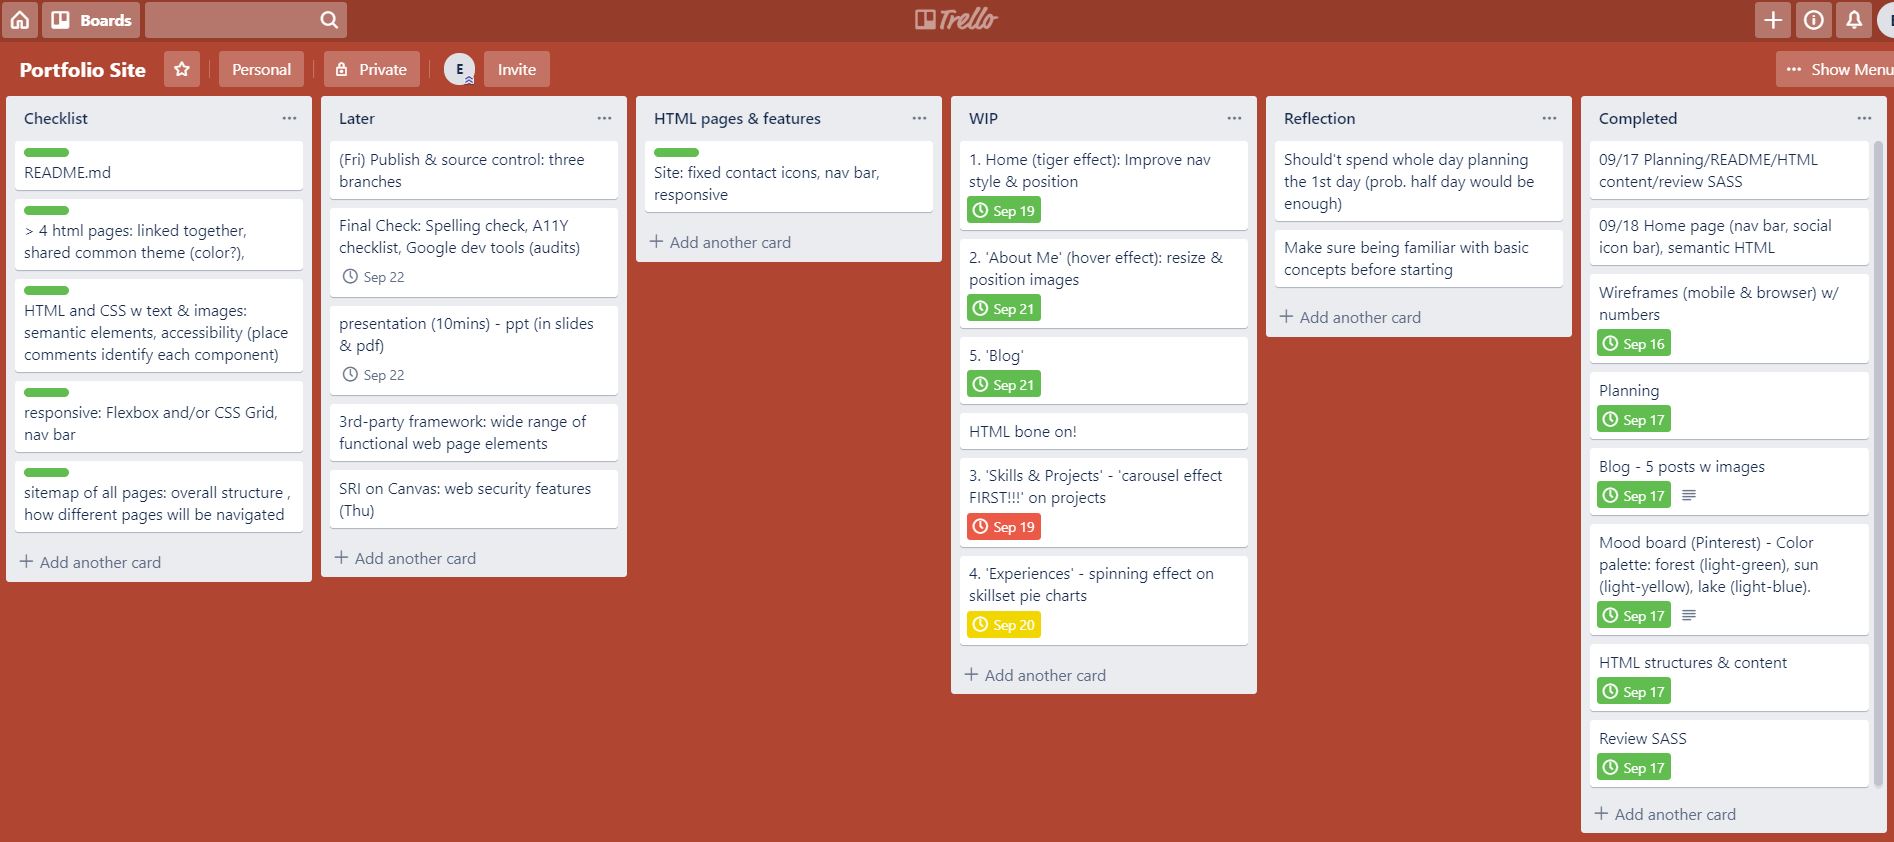 Boards
Trello
Portfolio Site
Personal
Private
E
Invite
Show Menu
Checklist
README.md
> 4 html pages: linked together,
shared common theme (color?),
HTML and CSS w text & images:
semantic elements, accessibility (place
comments identify each component)
responsive: Flexbox and/or CSS Grid,
nav bar
sitemap of all pages: overall structure ,
how different pages will be navigated
+ Add another card
Later
(Fri) Publish & source control: three
branches
Final Check: Spelling check, A11Y
checklist, Google dev tools (audits)
Sep 22
presentation (10mins) - ppt (in slides
& pdf)
Sep 22
3rd-party framework: wide range of
functional web page elements
SRI on Canvas: web security features
(Thu)
+ Add another card
HTML pages & features
Site: fixed contact icons, nav bar,
responsive
+ Add another card
WIP
1. Home (tiger effect): Improve nav
style & position
Sep 19
2. 'About Me' (hover effect): resize &
position images
Sep 21
5. 'Blog'
Sep 21
HTML bone on!
3. 'Skills & Projects' - 'carousel effect
FIRST!!!' on projects
Sep 19
4. 'Experiences' - spinning effect on
skillset pie charts
Sep 20
+ Add another card
Reflection
Should't spend whole day planning
the 1st day (prob. half day would be
enough)
Make sure being familiar with basic
concepts before starting
+ Add another card
Completed
09/17 Planning/README/HTML
content/review SASS
09/18 Home page (nav bar, social
icon bar), semantic HTML
Wireframes (mobile & browser) w/
numbers
Sep 16
Planning
Sep 17
Blog - 5 posts w images
Sep 17
Mood board (Pinterest) - Color
palette: forest (light-green), sun
(light-yellow), lake (light-blue).
Sep 17
HTML structures & content
Sep 17
Review SASS
Sep 17
+ Add another card